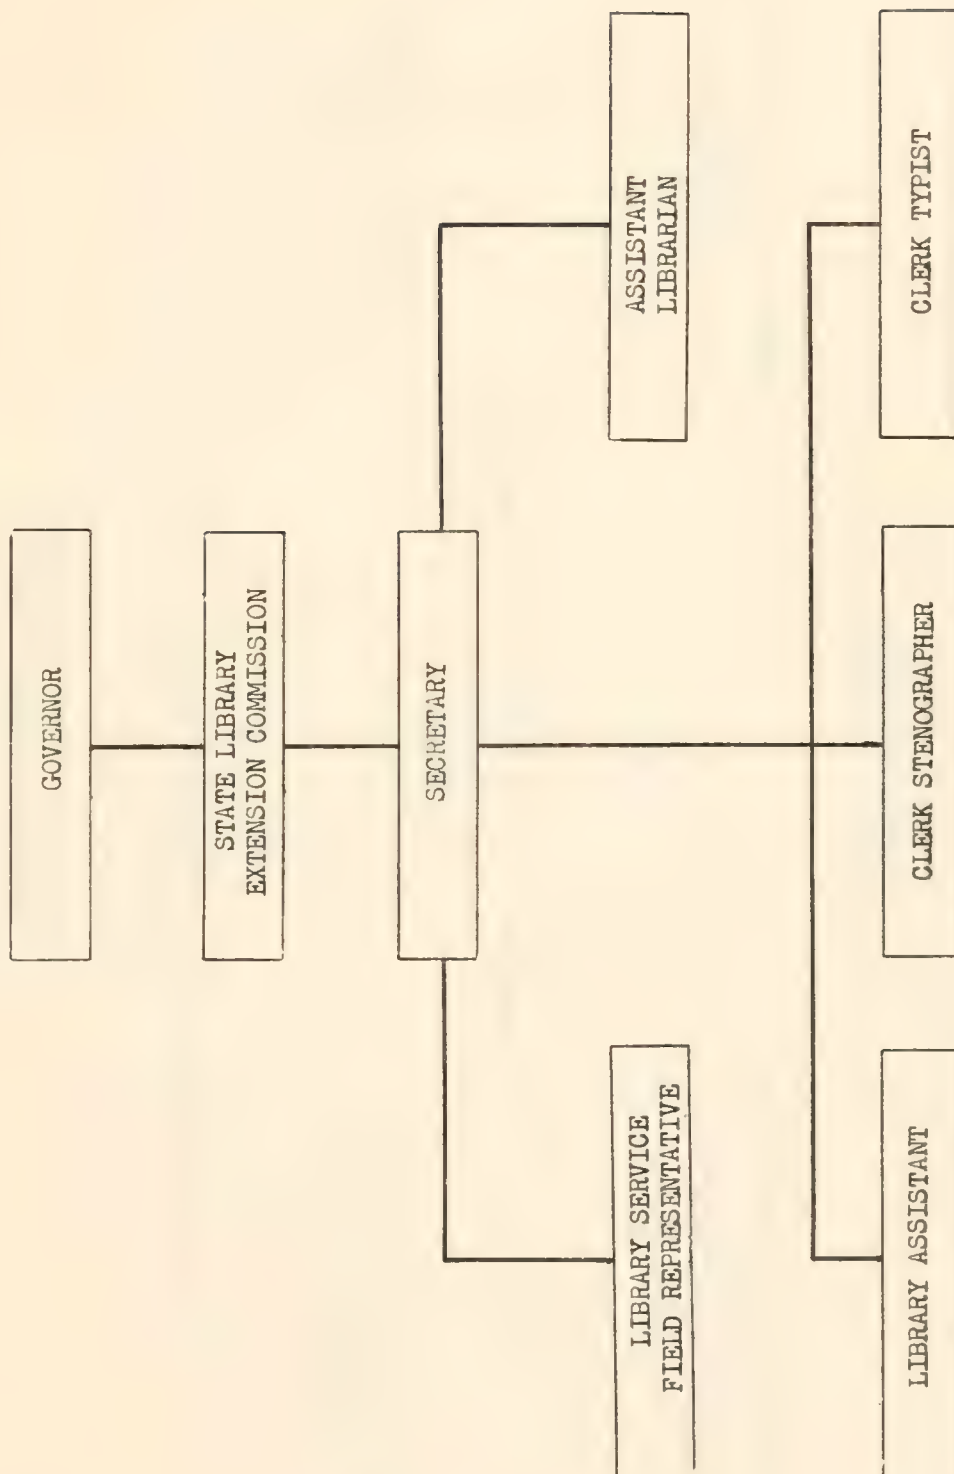 GOVERNOR
STATE LIBRARY
EXTENSION COMMISSION
SECRETARY
LIBRARY SERVICE
FIELD REPRESENTATIVE
ASSISTANT
LIBRARIAN
LIBRARY ASSISTANT
CLERK STENOGRAPHER
CLERK TYPIST